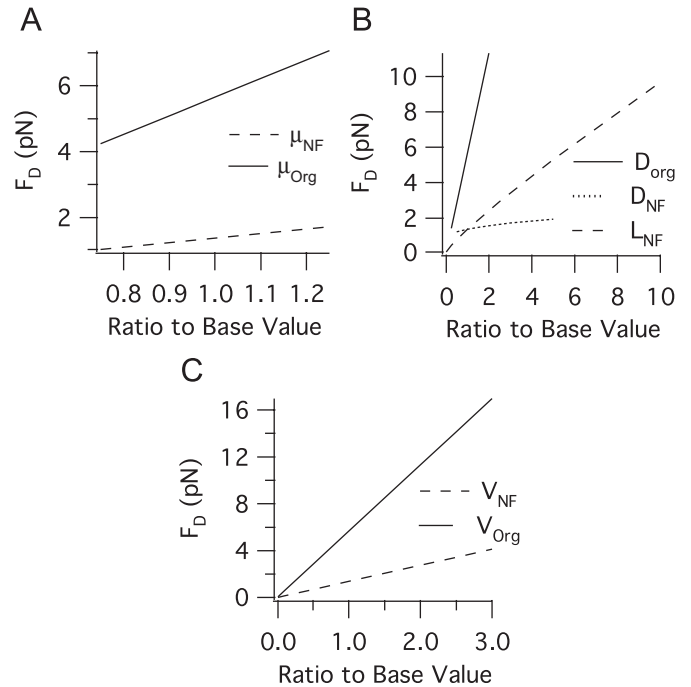 A
F_D (pN)
6
4
2
μ_NF
μ_Org
0.8 0.9 1.0 1.1 1.2
Ratio to Base Value
B
F_D (pN)
10
8
6
4
2
0
D_org
D_NF
L_NF
0 2 4 6 8 10
Ratio to Base Value
C
F_D (pN)
16
12
8
4
0
V_NF
V_Org
0.0 1.0 2.0 3.0
Ratio to Base Value